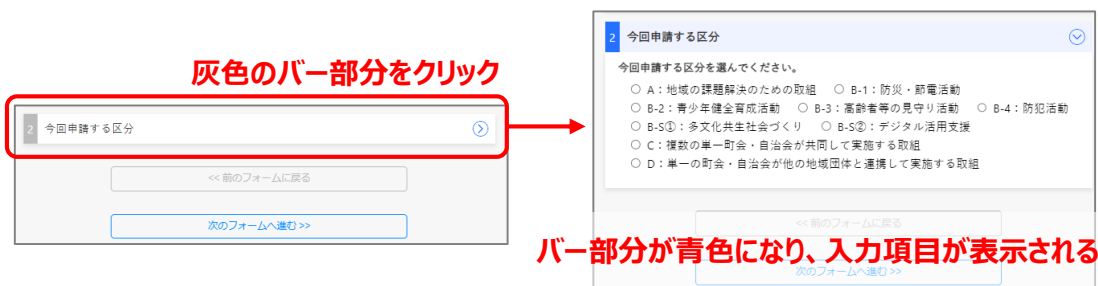 灰色のバー部分をクリック
2 今回申請する区分
<< 前のフォームに戻る
次のフォームへ進む >>
2 今回申請する区分
今回申請する区分を選んでください。
A：地域の課題解決のための取組 B-1：防災・節電活動
B-2：青少年健全育成活動 B-3：高齢者等の見守り活動 B-4：防犯活動
B-S①：多文化共生社会づくり B-S②：デジタル活用支援
C：複数の単一町会・自治会が共同して実施する取組
D：単一の町会・自治会が他の地域団体と連携して実施する取組
<< 前のフォームに戻る
バー部分が青色になり、入力項目が表示される
次のフォームへ進む >>